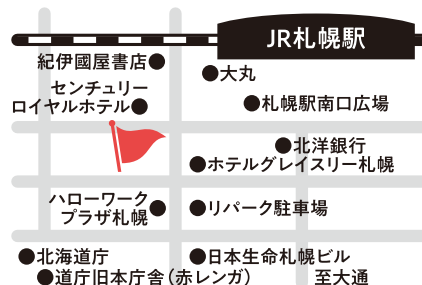 JR札幌駅
紀伊國屋書店
大丸
センチュリー
ロイヤルホテル
札幌駅南口広場
北洋銀行
ホテルグレイスリー札幌
ハローワーク
プラザ札幌
リパーク駐車場
北海道庁
日本生命札幌ビル
道庁旧本庁舎(赤レンガ)
至大通